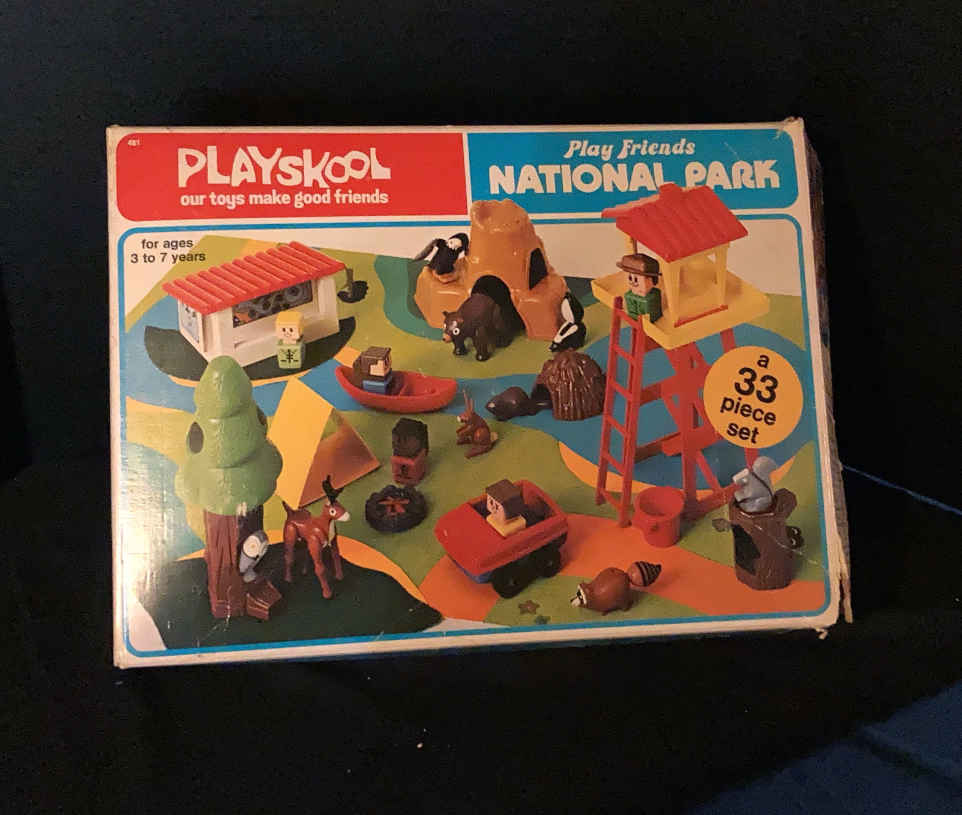 481
PLAYSKOOL
our toys make good friends
Play Friends
NATIONAL PARK
for ages
3 to 7 years
a
33
piece
set